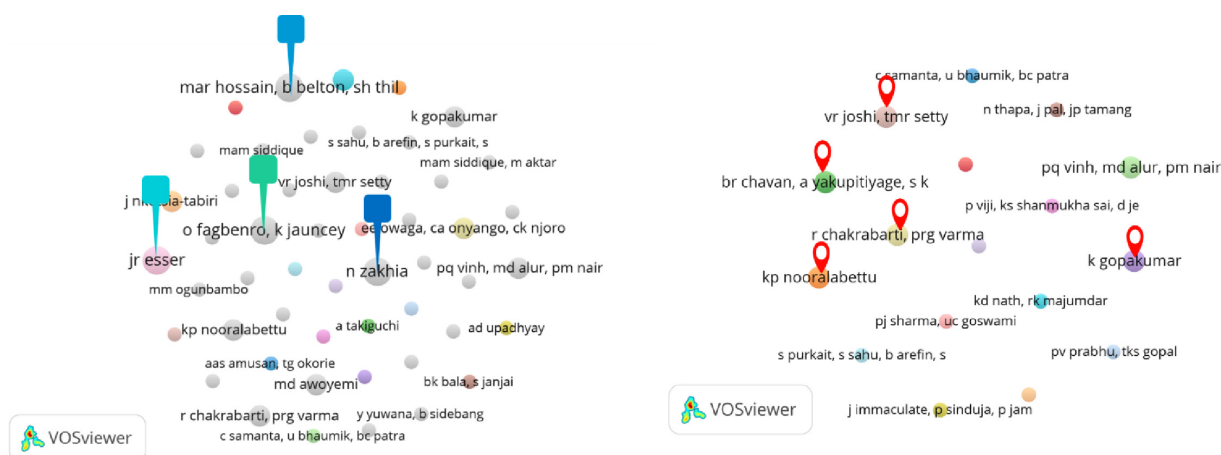 mar hossain, b belton, sh thil
k gopakumar
s sahu, b arefin, s purkait, s
mam siddique
mam siddique, m aktar
vr joshi, tmr setty
j nketsia-tabiri
o fagbenro, k jauncey
ee owaga, ca onyango, ck njoro
jr esser
n zakhia
pq vinh, md alur, pm nair
mm ogunbambo
kp nooralabettu
a takiguchi
ad upadhyay
aas amusan, tg okorie
md awoyemi
bk bala, s janjai
r chakrabarti, prg varma
y yuwana, b sidebang
c samanta, u bhaumik, bc patra
VOSviewer
c samanta, u bhaumik, bc patra
vr joshi, tmr setty
n thapa, j pal, jp tamang
pq vinh, md alur, pm nair
br chavan, a yakupitiyage, s k
p viji, ks shanmukha sai, d je
r chakrabarti, prg varma
k gopakumar
kp nooralabettu
kd nath, rk majumdar
pj sharma, uc goswami
s purkait, s sahu, b arefin, s
pv prabhu, tks gopal
j immaculate, p sinduja, p jam
VOSviewer